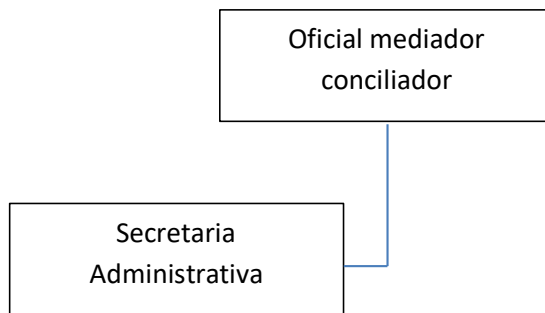 Oficial mediador
conciliador
Secretaria
Administrativa